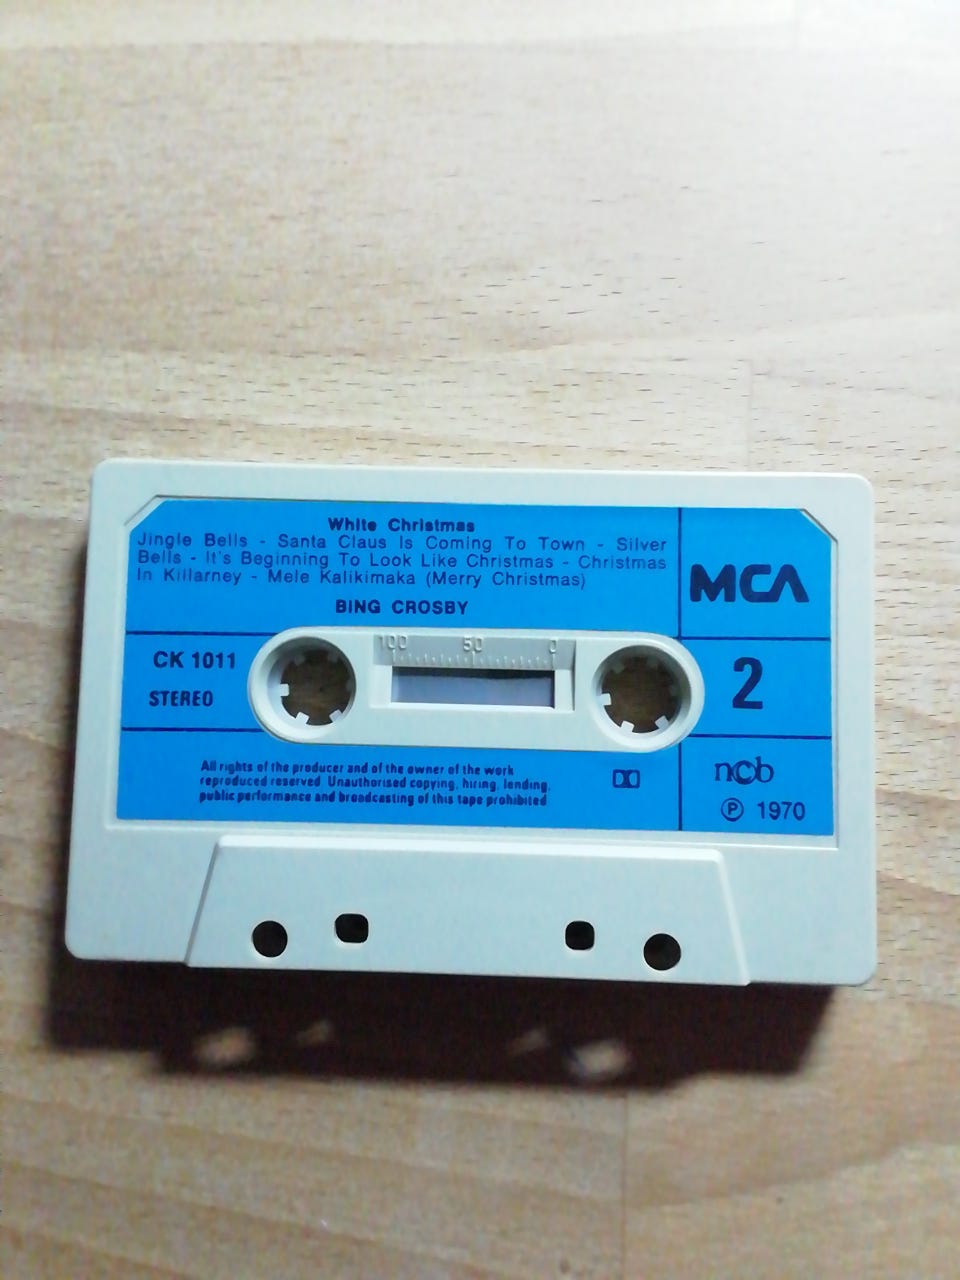 White Christmas
Jingle Bells - Santa Claus Is Coming To Town - Silver
Bells - It's Beginning To Look Like Christmas - Christmas
In Killarney - Mele Kalikimaka (Merry Christmas)
BING CROSBY
MCA
100 50 0
CK 1011
STEREO
2
All rights of the producer and of the owner of the work
reproduced reserved. Unauthorised copying, hiring, lending,
public performance and broadcasting of this tape prohibited
ncb
℗ 1970